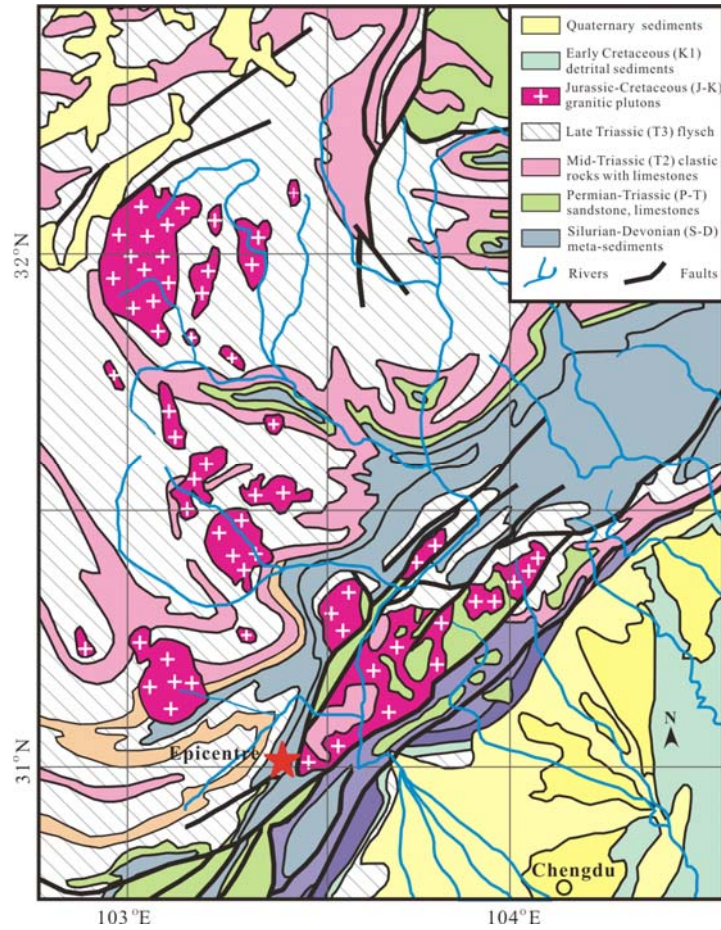 Quaternary sediments
Early Cretaceous (K1)
detrital sediments
Jurassic-Cretaceous (J-K)
granitic plutons
Late Triassic (T3) flysch
Mid-Triassic (T2) clastic
rocks with limestones
Permian-Triassic (P-T)
sandstone, limestones
Silurian-Devonian (S-D)
meta-sediments
Rivers
Faults
32°N
N
31°N
Epicentre
Chengdu
103°E
104°E